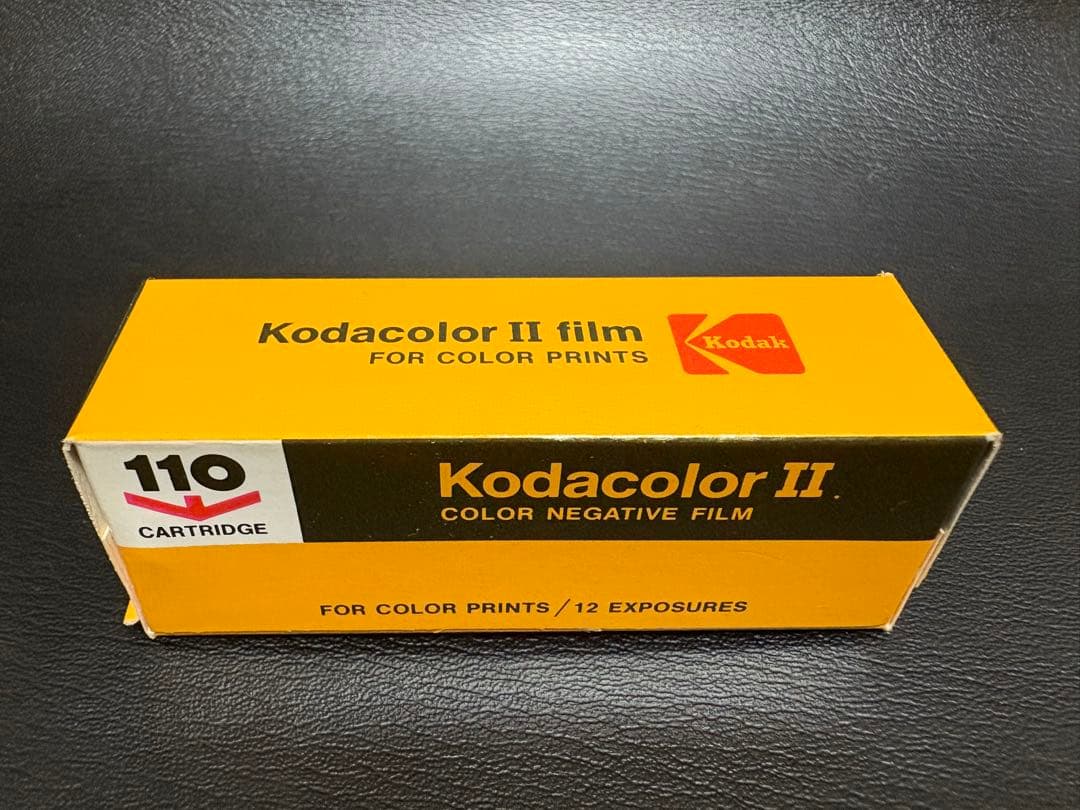 Kodacolor II film
FOR COLOR PRINTS
Kodak
110
CARTRIDGE
Kodacolor II.
COLOR NEGATIVE FILM
FOR COLOR PRINTS/12 EXPOSURES